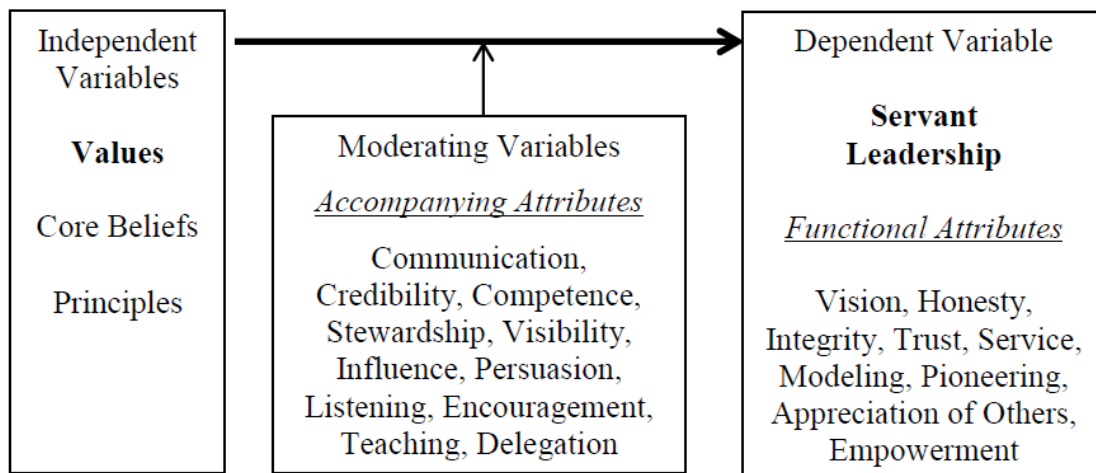 Independent
Variables
Values
Core Beliefs
Principles
Moderating Variables
Accompanying Attributes
Communication,
Credibility, Competence,
Stewardship, Visibility,
Influence, Persuasion,
Listening, Encouragement,
Teaching, Delegation
Dependent Variable
Servant
Leadership
Functional Attributes
Vision, Honesty,
Integrity, Trust, Service,
Modeling, Pioneering,
Appreciation of Others,
Empowerment